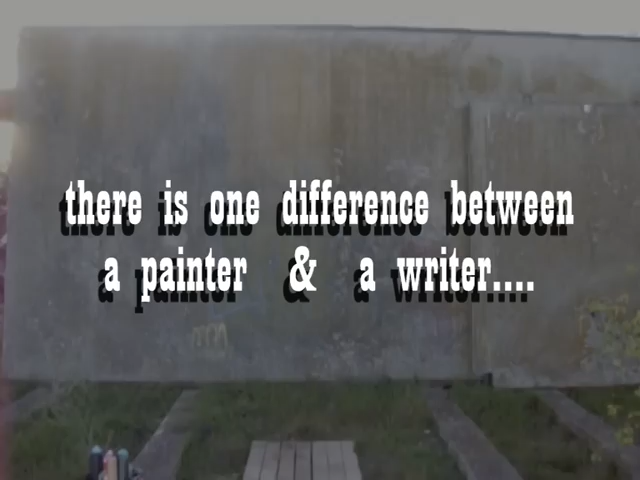 there is one difference between
a painter & a writer....